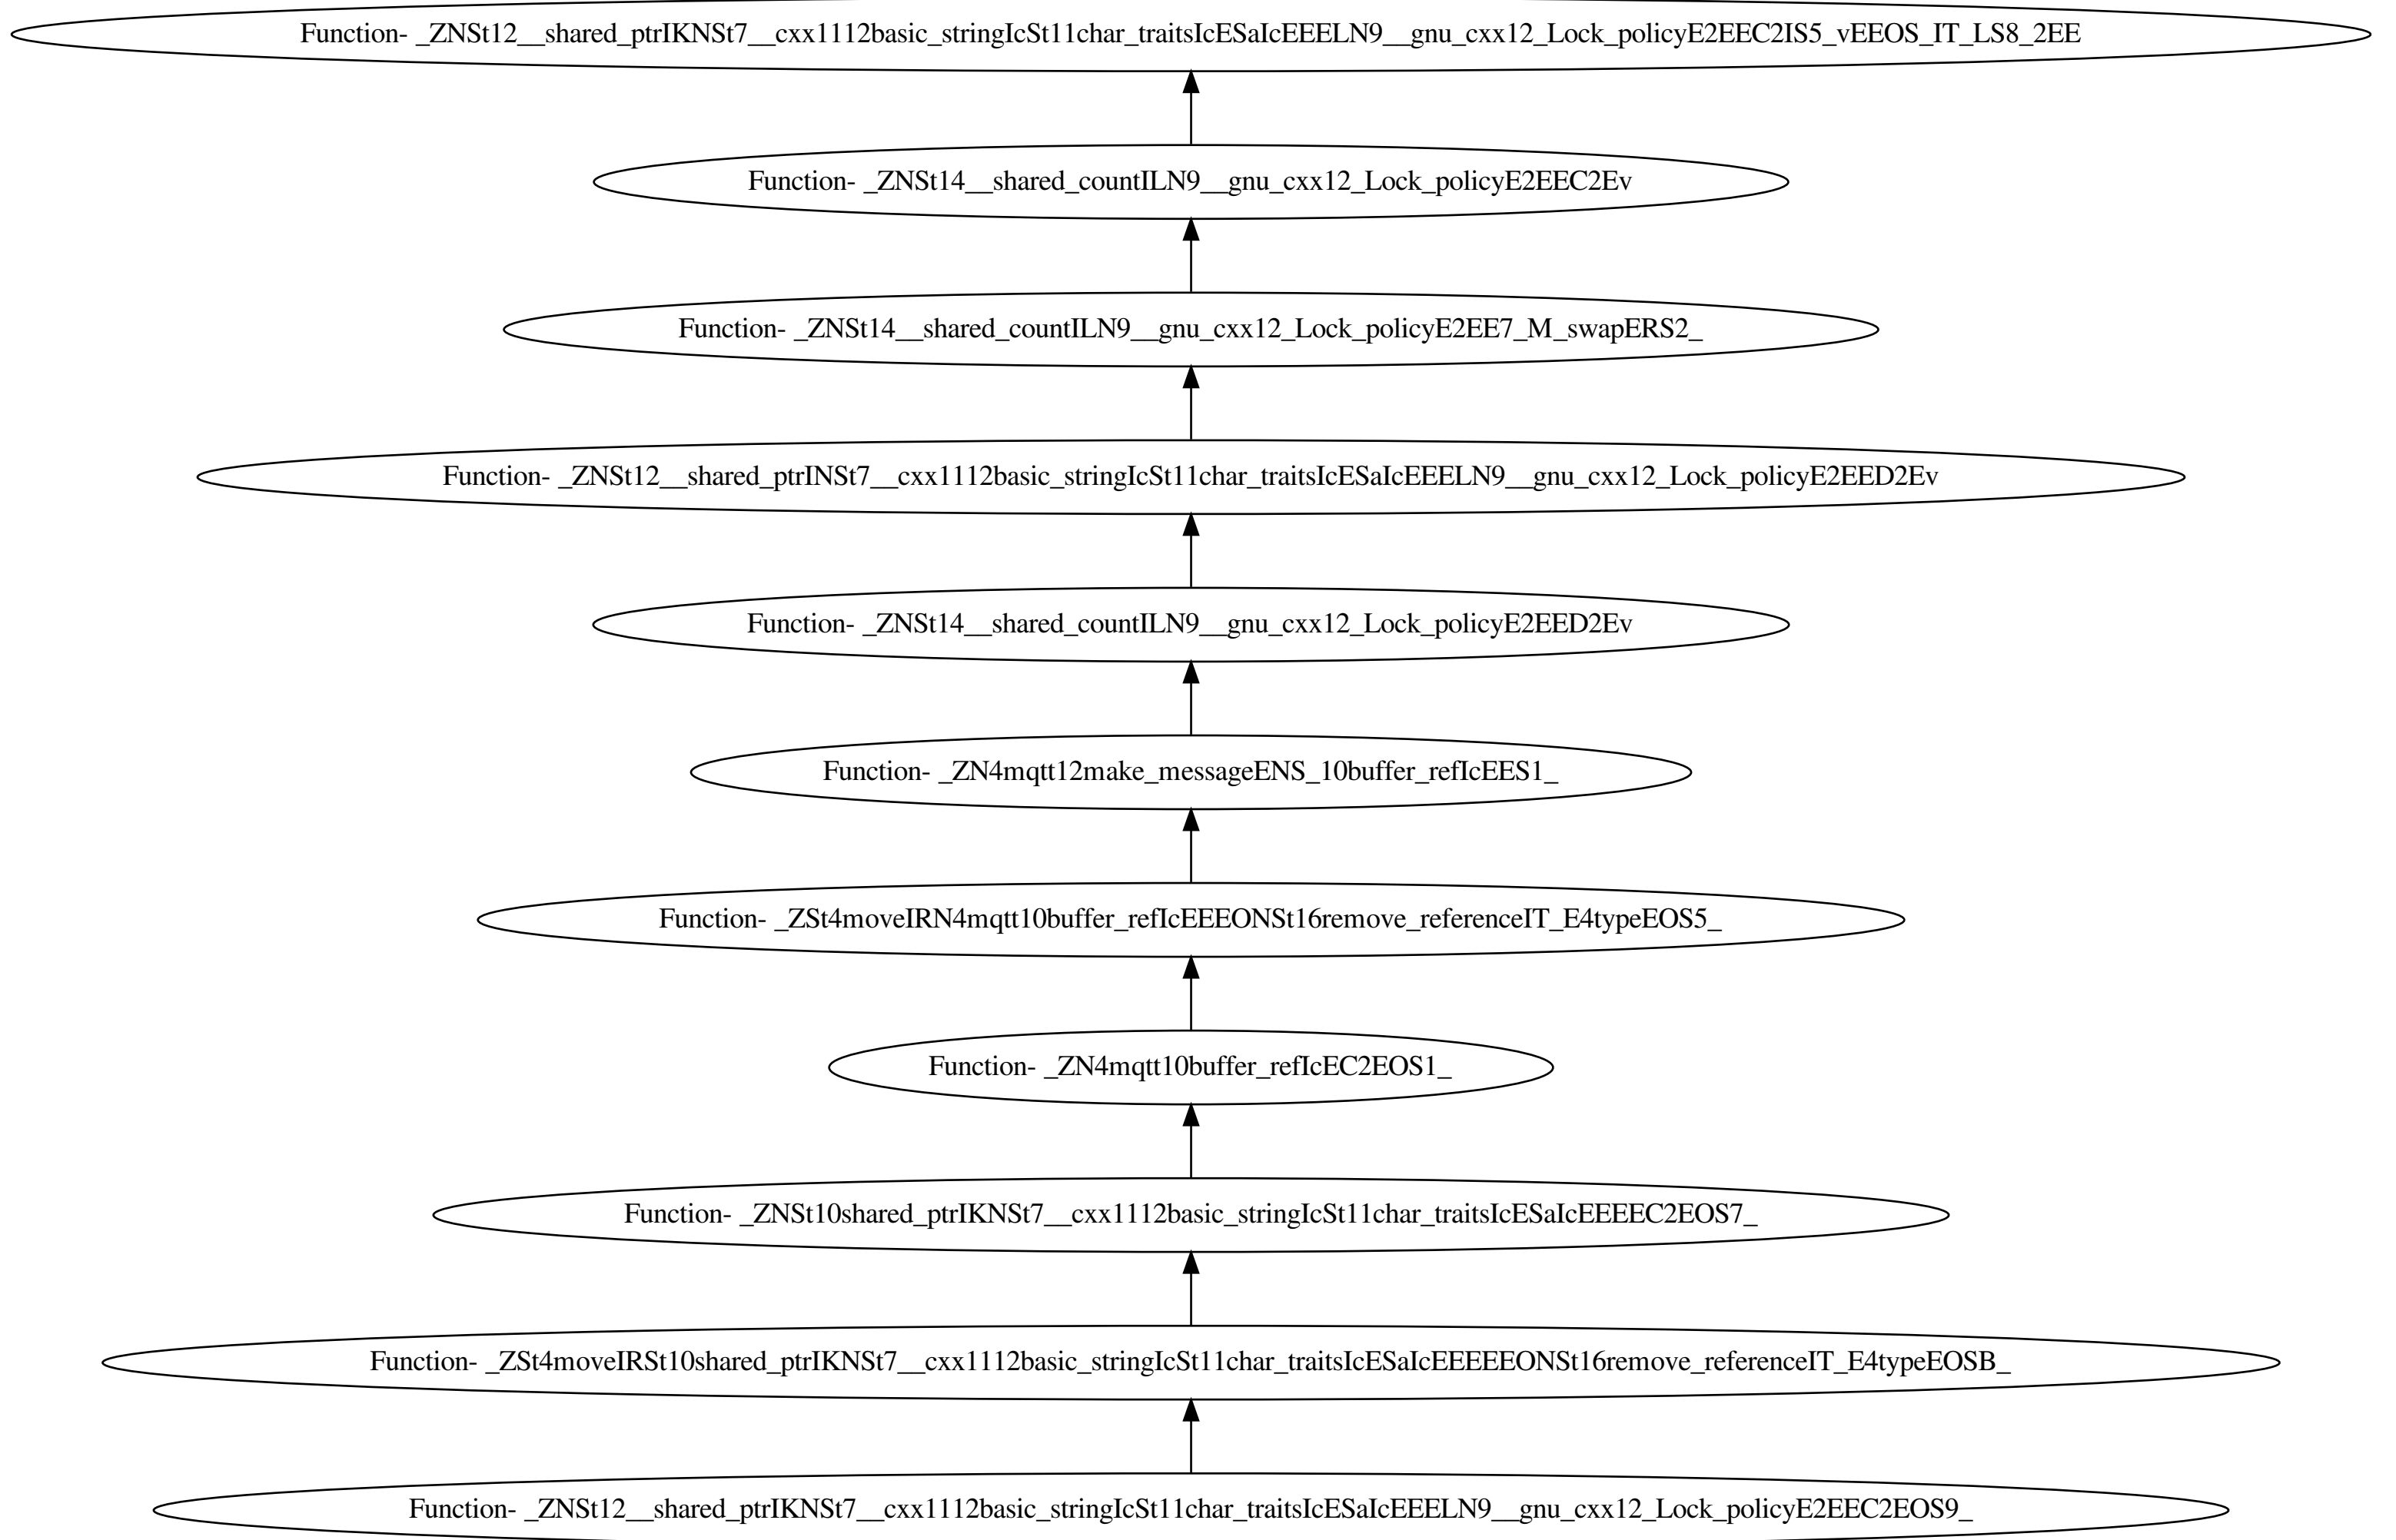 Function- _ZNSt12__shared_ptrIKNSt7__cxx1112basic_stringIcSt11char_traitsIcESaIcEEELN9__gnu_cxx12_Lock_policyE2EEC2IS5_vEEOS_IT_LS8_2EE
Function- _ZNSt14__shared_countILN9__gnu_cxx12_Lock_policyE2EEC2Ev
Function- _ZNSt14__shared_countILN9__gnu_cxx12_Lock_policyE2EE7_M_swapERS2_
Function- _ZNSt12__shared_ptrINSt7__cxx1112basic_stringIcSt11char_traitsIcESaIcEEELN9__gnu_cxx12_Lock_policyE2EED2Ev
Function- _ZNSt14__shared_countILN9__gnu_cxx12_Lock_policyE2EED2Ev
Function- _ZN4mqtt12make_messageENS_10buffer_refIcEES1_
Function- _ZSt4moveIRN4mqtt10buffer_refIcEEEONSt16remove_referenceIT_E4typeEOS5_
Function- _ZN4mqtt10buffer_refIcEC2EOS1_
Function- _ZNSt10shared_ptrIKNSt7__cxx1112basic_stringIcSt11char_traitsIcESaIcEEEEC2EOS7_
Function- _ZSt4moveIRSt10shared_ptrIKNSt7__cxx1112basic_stringIcSt11char_traitsIcESaIcEEEEEONSt16remove_referenceIT_E4typeEOSB_
Function- _ZNSt12__shared_ptrIKNSt7__cxx1112basic_stringIcSt11char_traitsIcESaIcEEELN9__gnu_cxx12_Lock_policyE2EEC2EOS9_